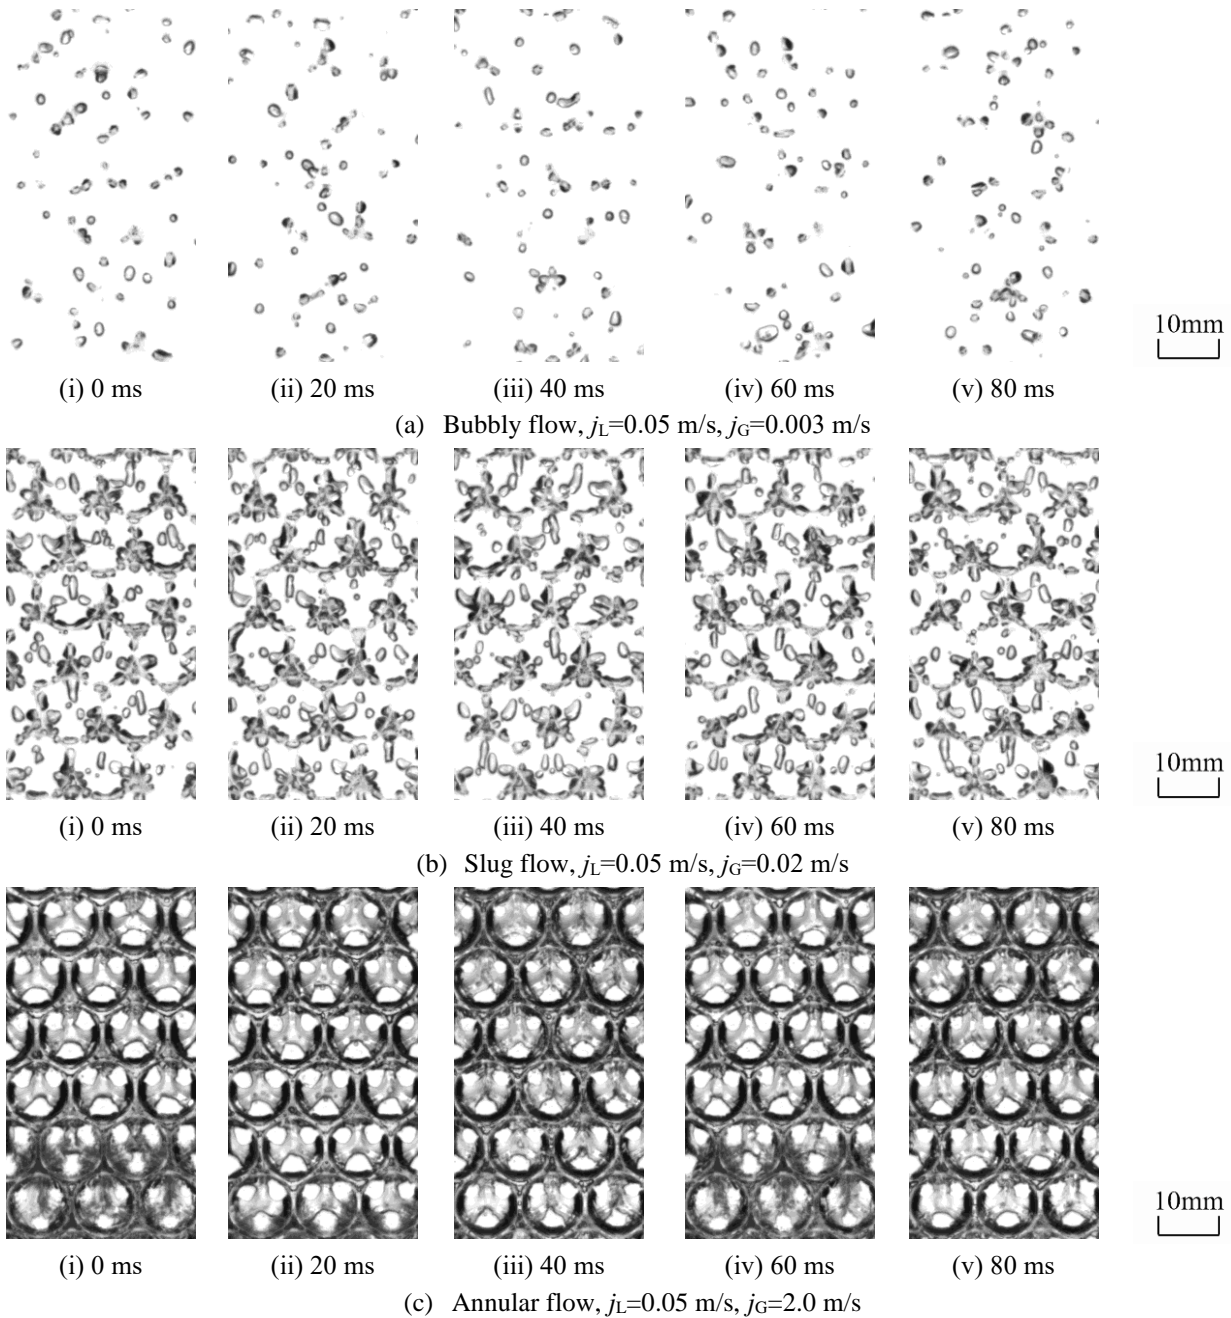 10mm
(i) 0 ms (ii) 20 ms (iii) 40 ms (iv) 60 ms (v) 80 ms
(a) Bubbly flow, jL=0.05 m/s, jG=0.003 m/s
10mm
(i) 0 ms (ii) 20 ms (iii) 40 ms (iv) 60 ms (v) 80 ms
(b) Slug flow, jL=0.05 m/s, jG=0.02 m/s
10mm
(i) 0 ms (ii) 20 ms (iii) 40 ms (iv) 60 ms (v) 80 ms
(c) Annular flow, jL=0.05 m/s, jG=2.0 m/s